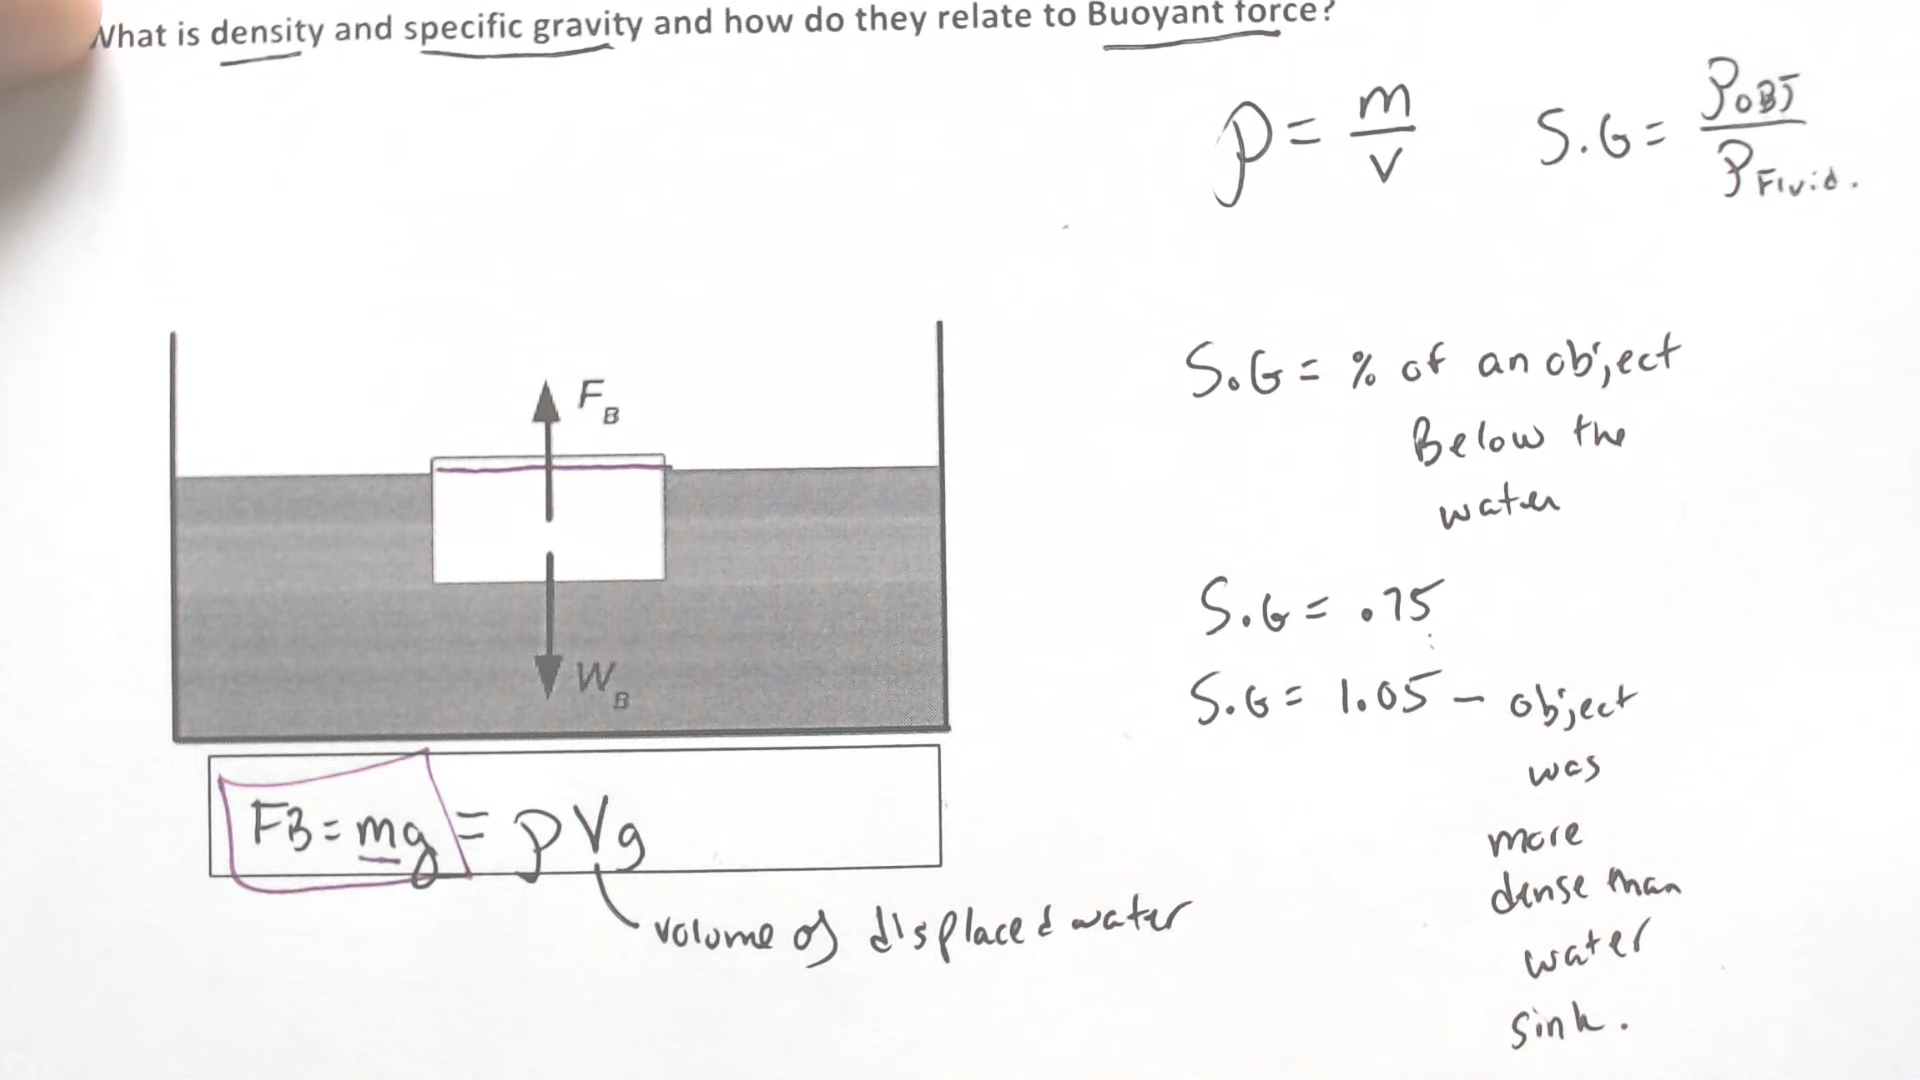 What is density and specific gravity and how do they relate to Buoyant force?
ρ = m/v
S.G = ρOBJ/ρFluid.
S.G = % of an object
Below the
water
S.G = .75
S.G = 1.05 – object
was
more
dense than
water
sink.
FB
WB
FB = mg = ρVg
volume of displaced water